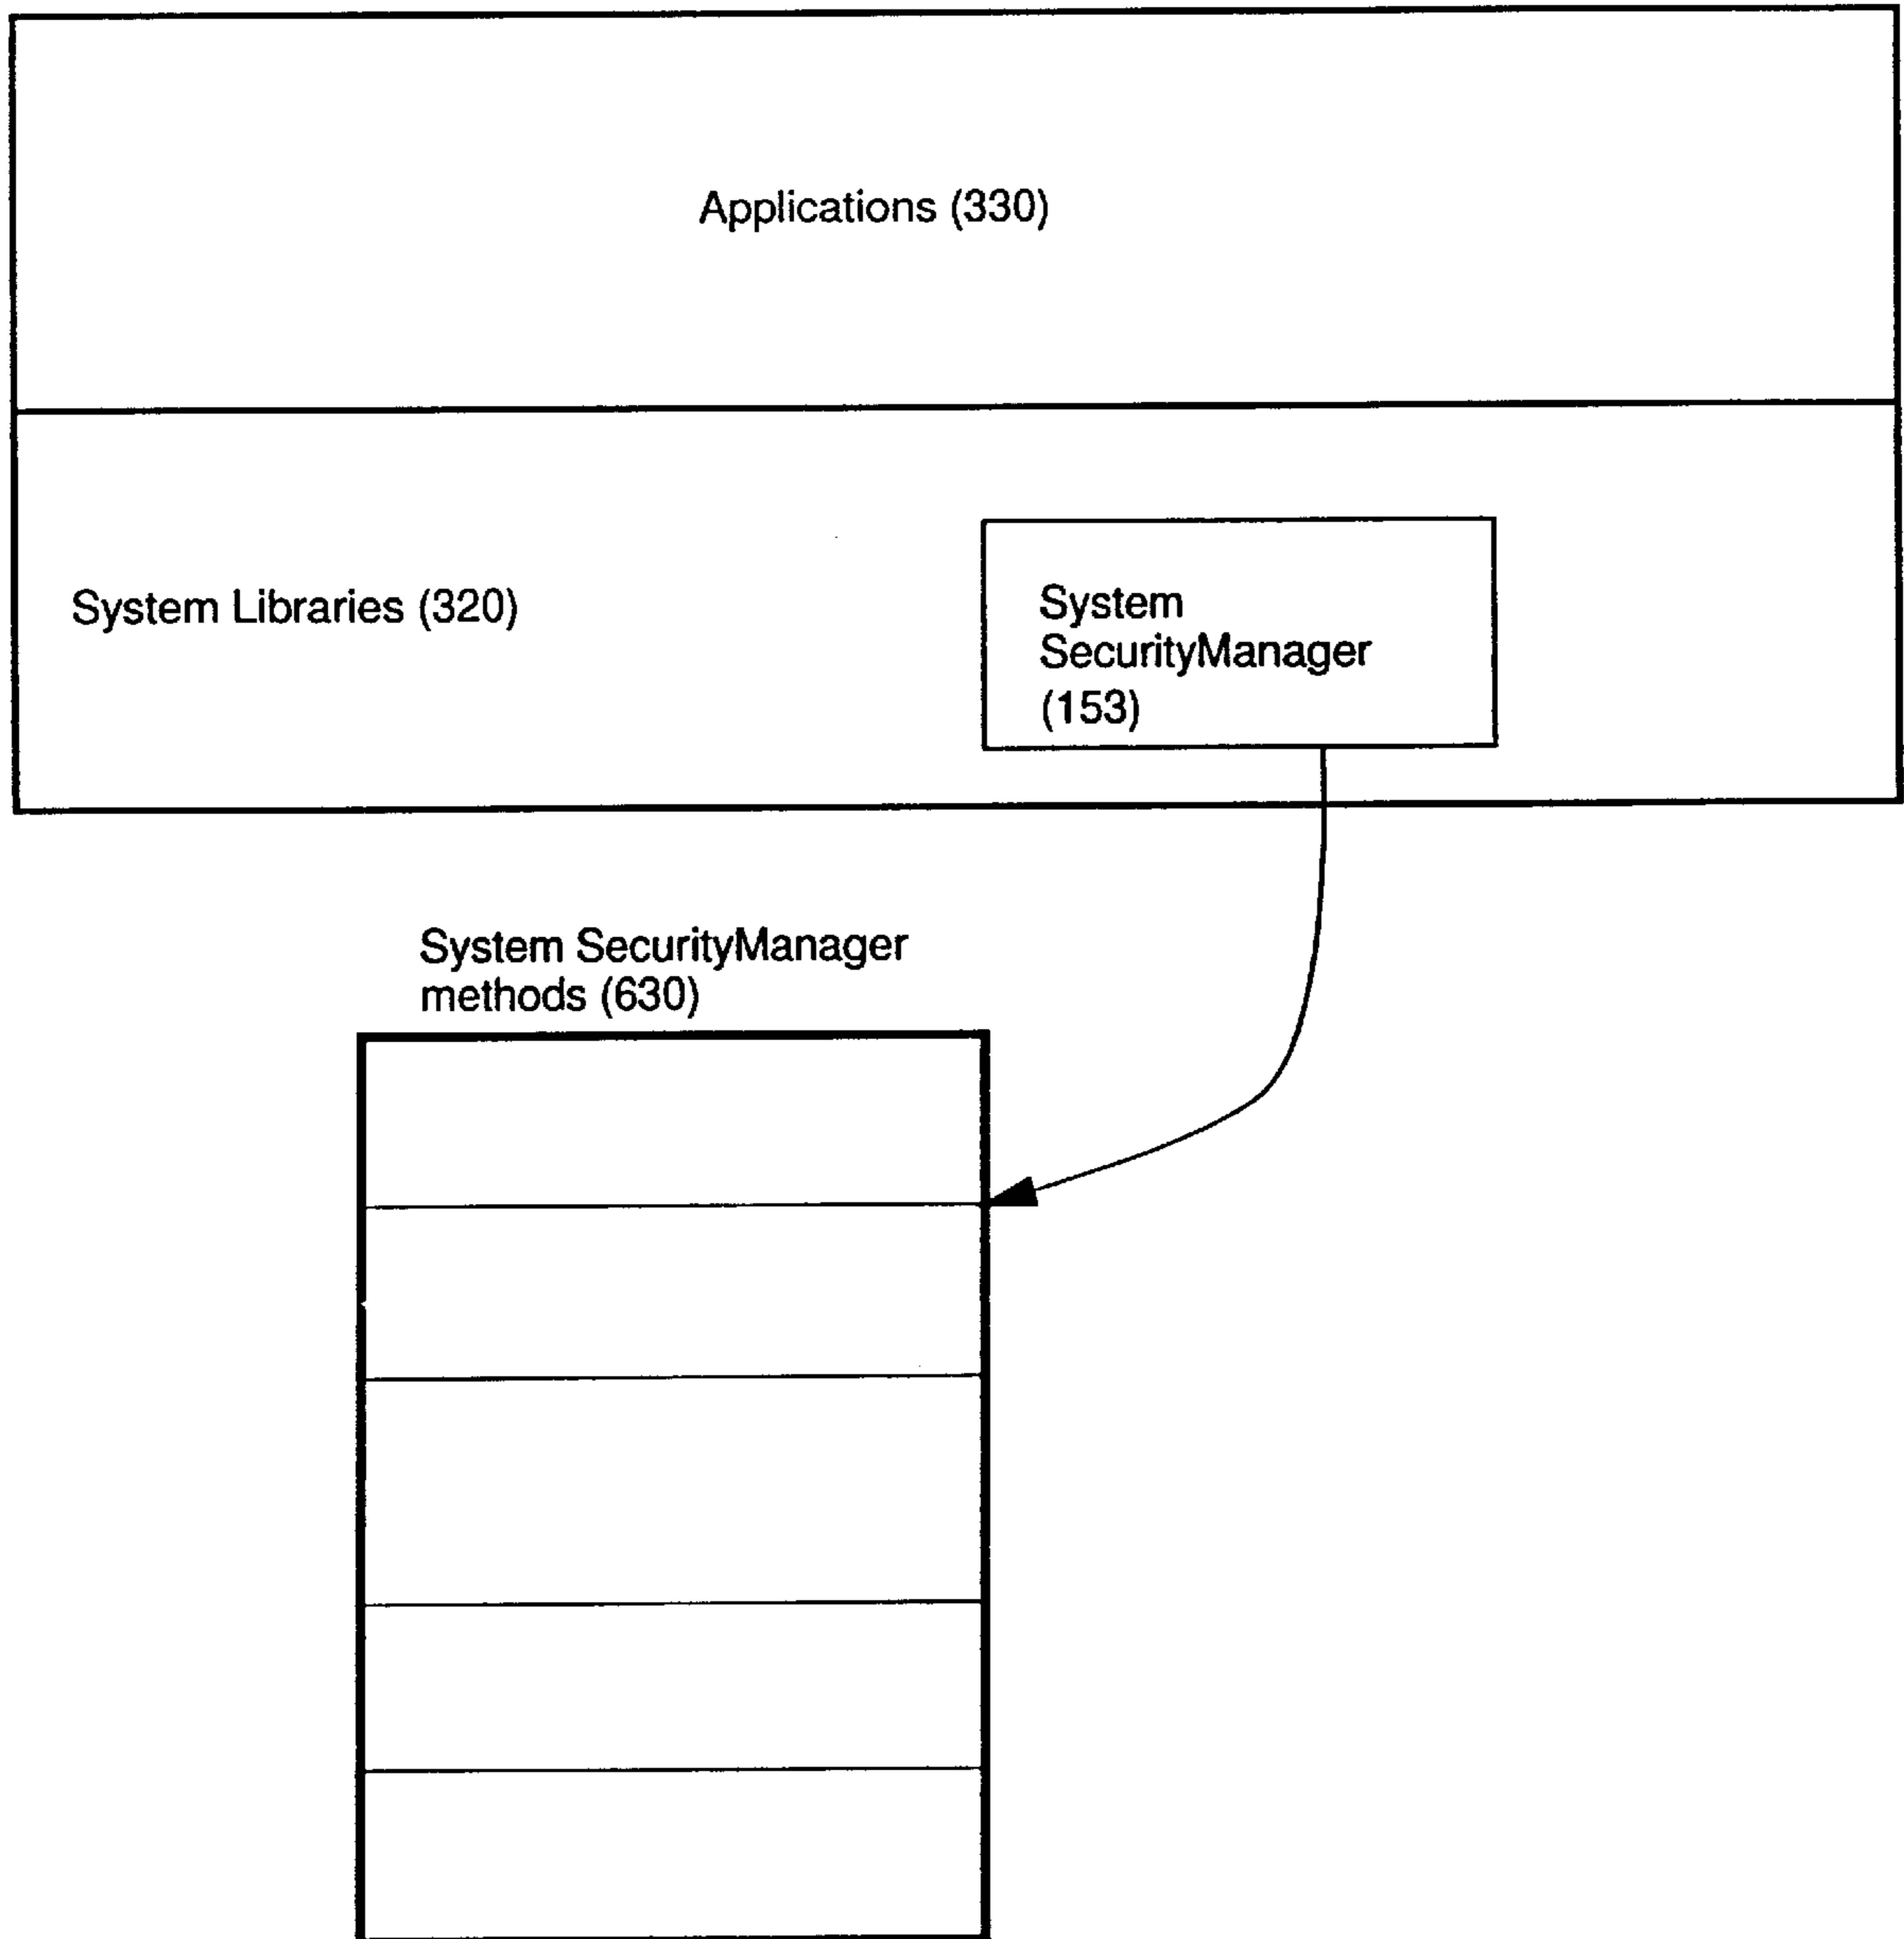 Applications (330)
System Libraries (320)
System
SecurityManager
(153)
System SecurityManager
methods (630)